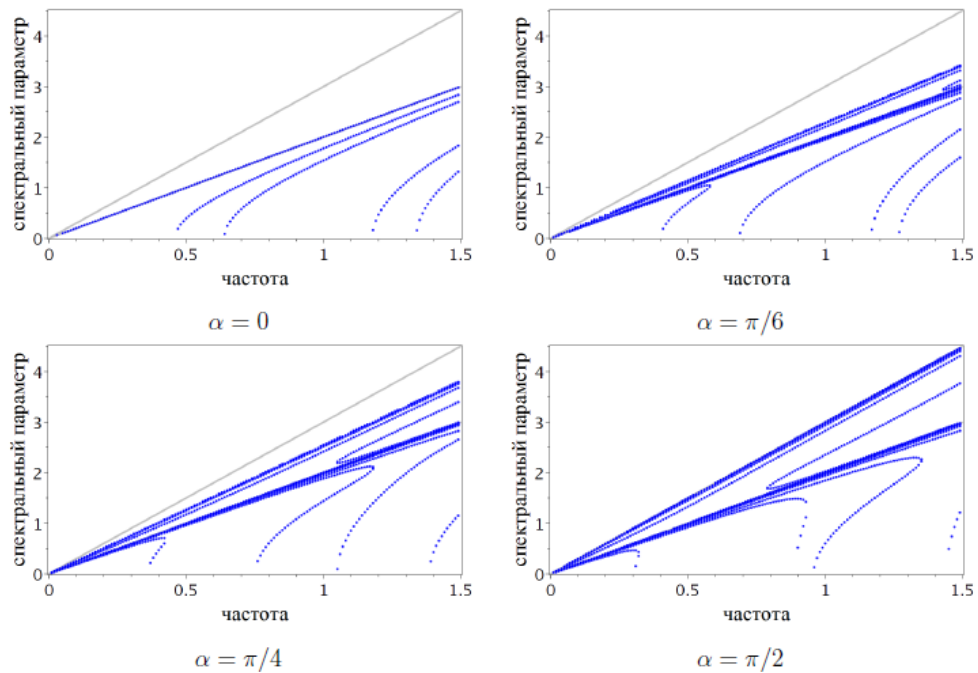 спектральный параметр
4
3
2
1
0
0 0.5 1 1.5
частота
α = 0
спектральный параметр
4
3
2
1
0
0 0.5 1 1.5
частота
α = π/6
спектральный параметр
4
3
2
1
0
0 0.5 1 1.5
частота
α = π/4
спектральный параметр
4
3
2
1
0
0 0.5 1 1.5
частота
α = π/2